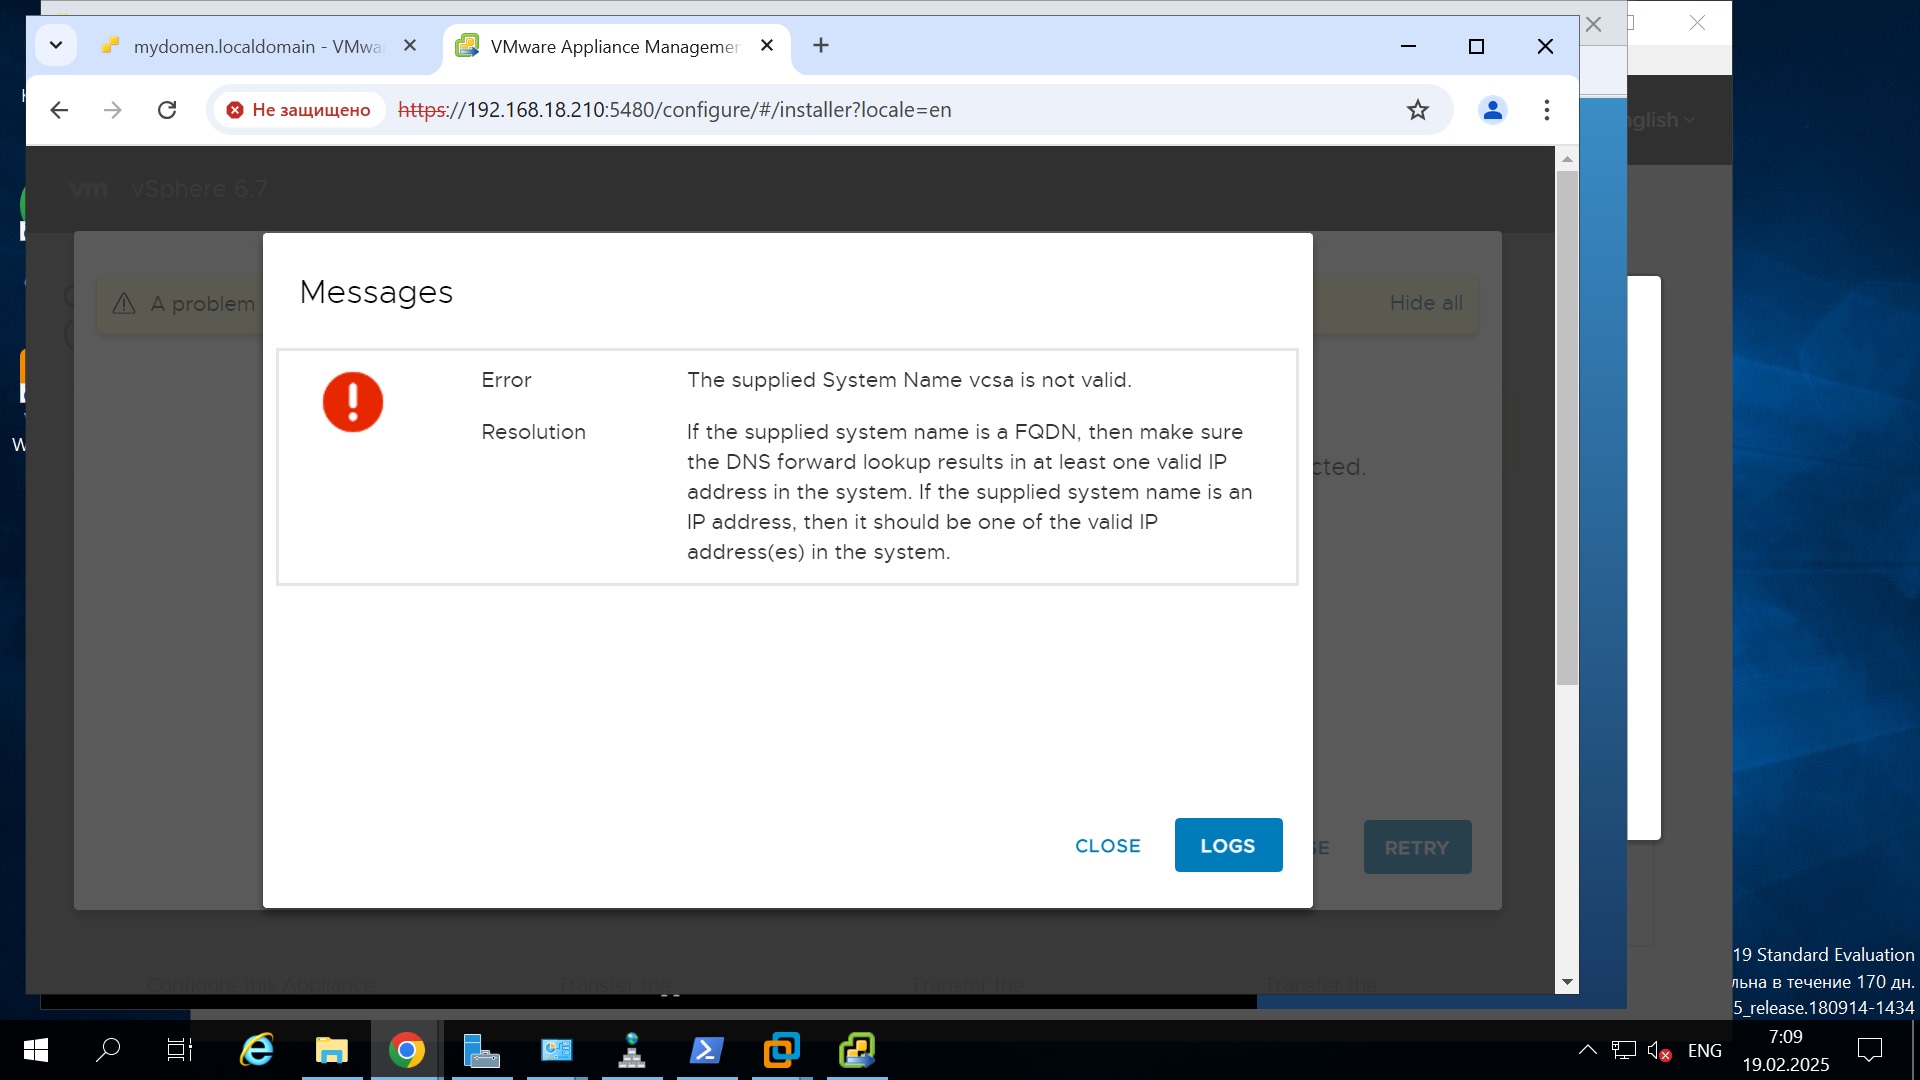 mydomen.localdomain - VMwa
VMware Appliance Managemer
Не защищено
https://192.168.18.210:5480/configure/#/installer?locale=en
nglish
vm vSphere 6.7
A problem
Hide all
Messages
Error
The supplied System Name vcsa is not valid.
Resolution
If the supplied system name is a FQDN, then make sure
the DNS forward lookup results in at least one valid IP
address in the system. If the supplied system name is an
IP address, then it should be one of the valid IP
address(es) in the system.
cted.
CLOSE
LOGS
SE
RETRY
Configure this Appliance
Transfer the
Transfer the
Transfer the
19 Standard Evaluation
льна в течение 170 дн.
5_release.180914-1434
ENG
7:09
19.02.2025